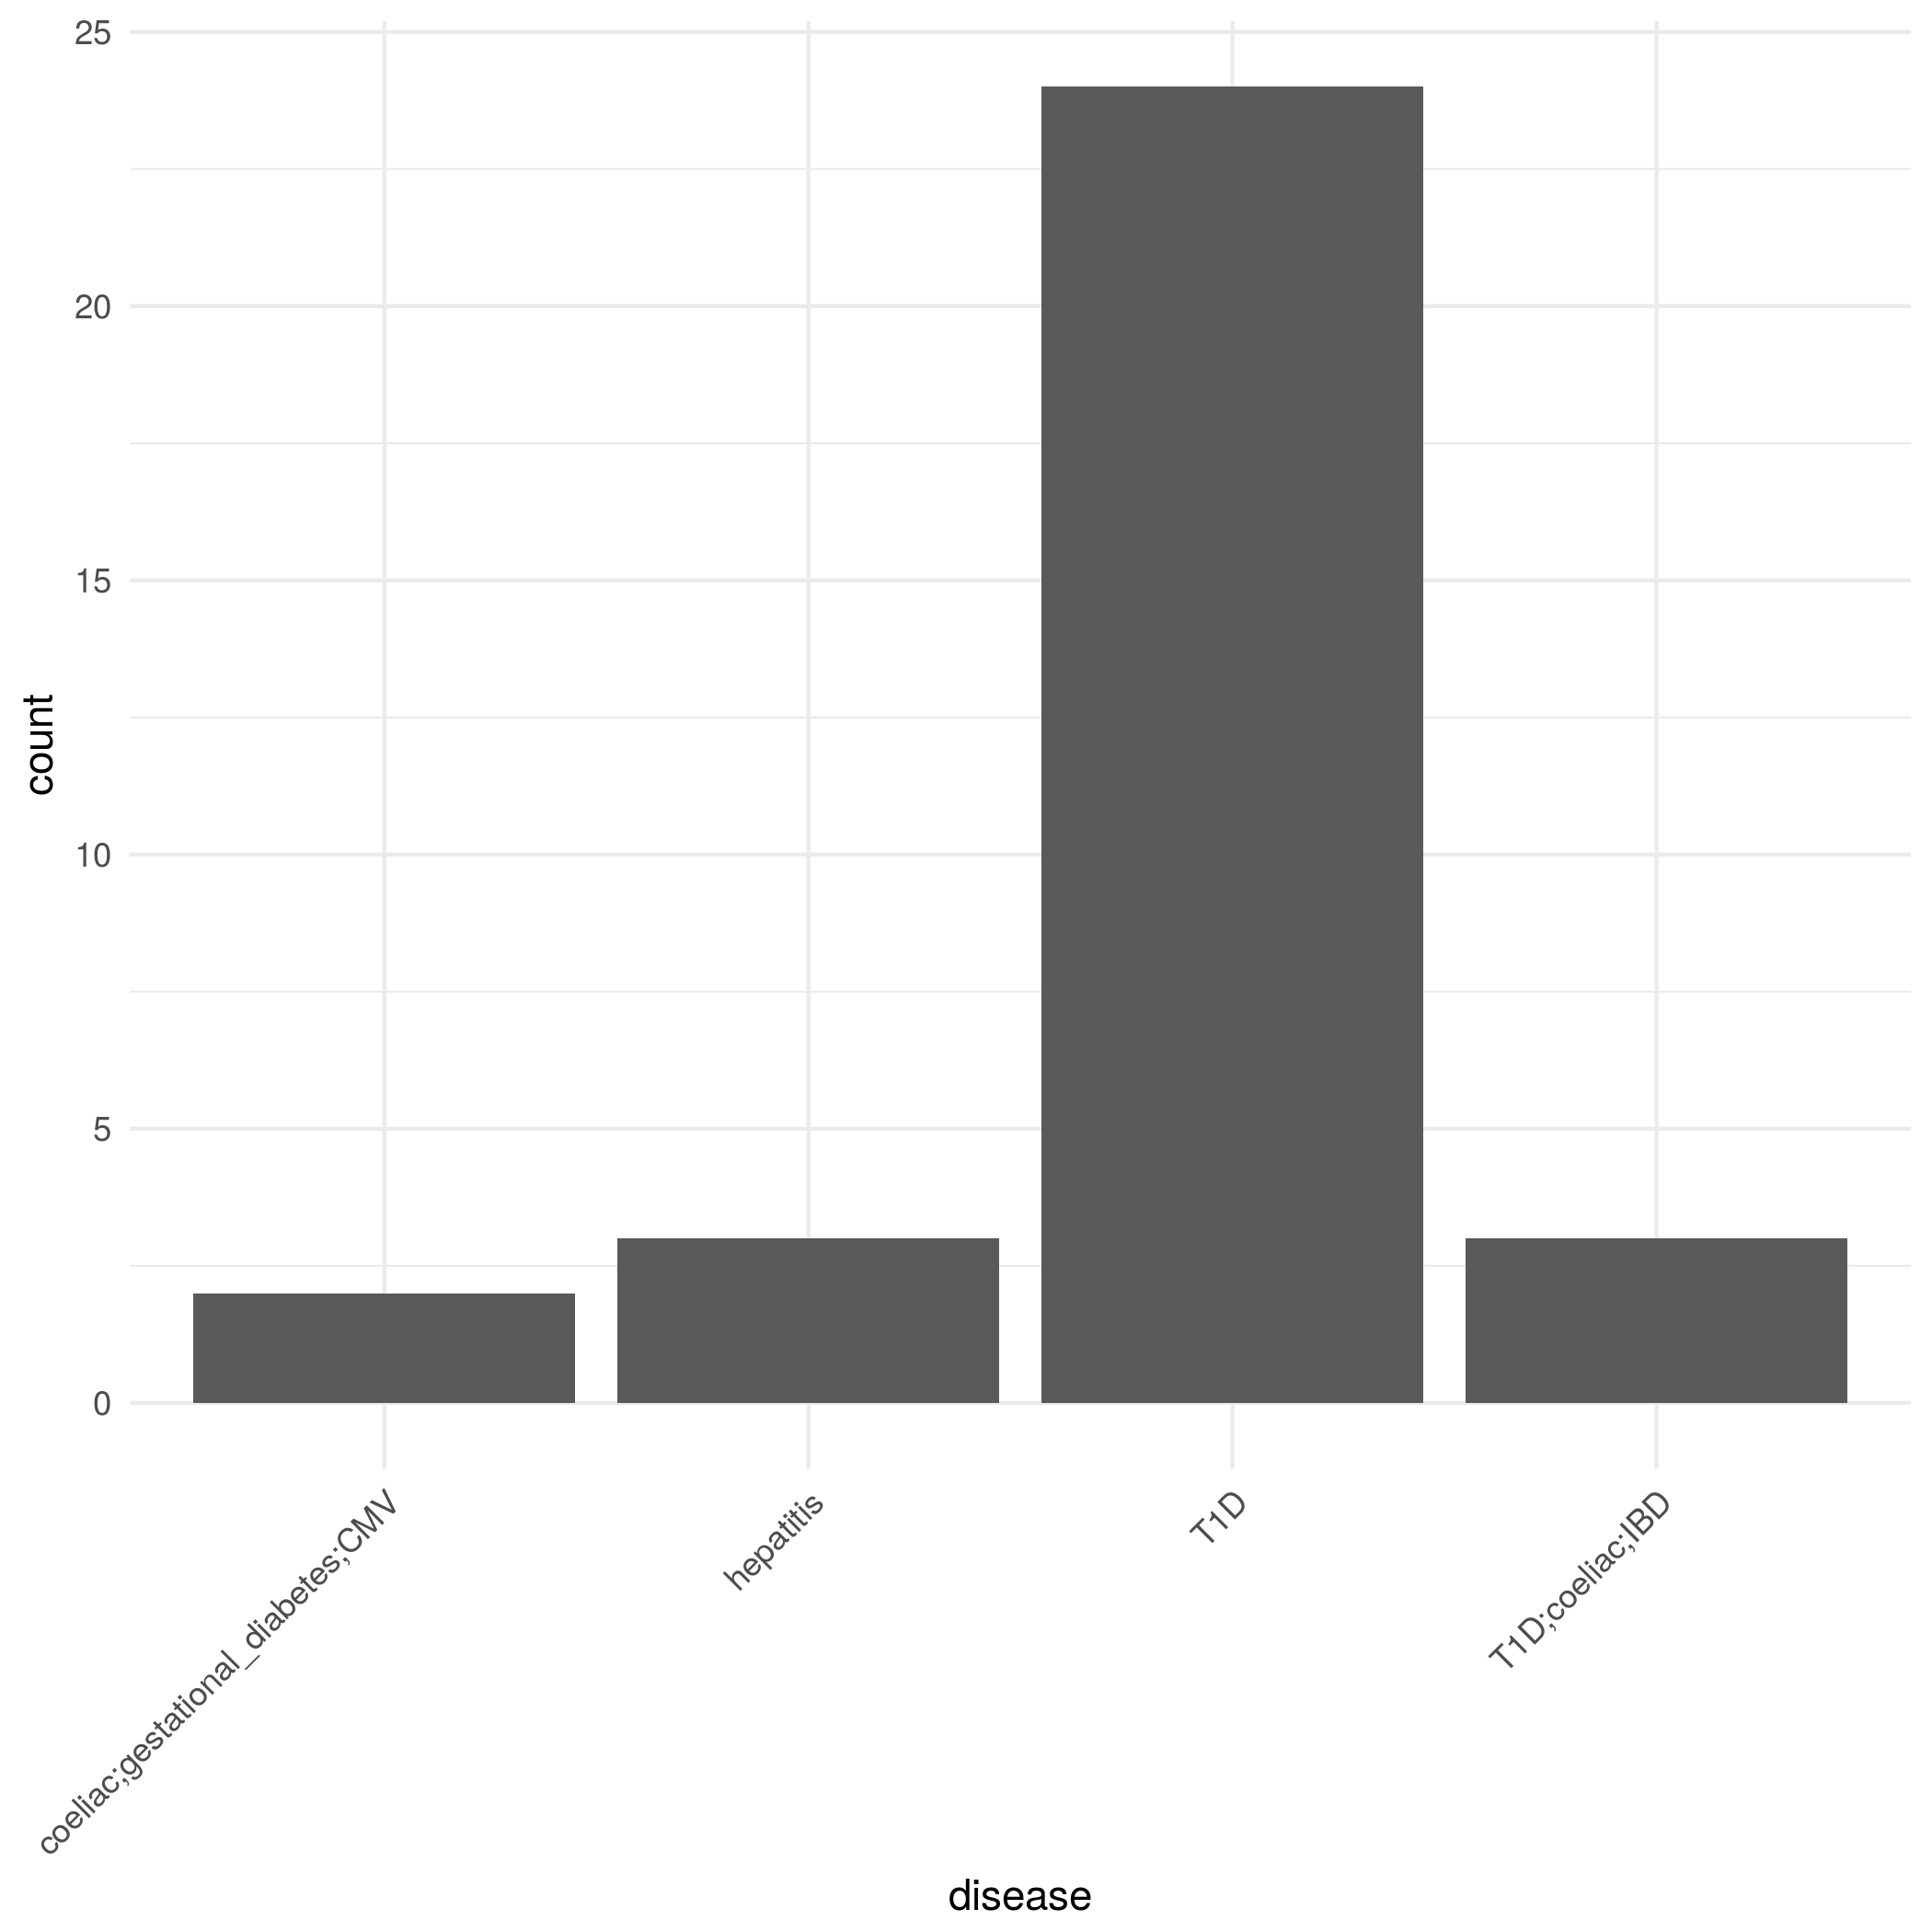 25
20
15
10
5
0
count
coeliac;gestational_diabetes;CMV
hepatitis
T1D
T1D;coeliac;IBD
disease